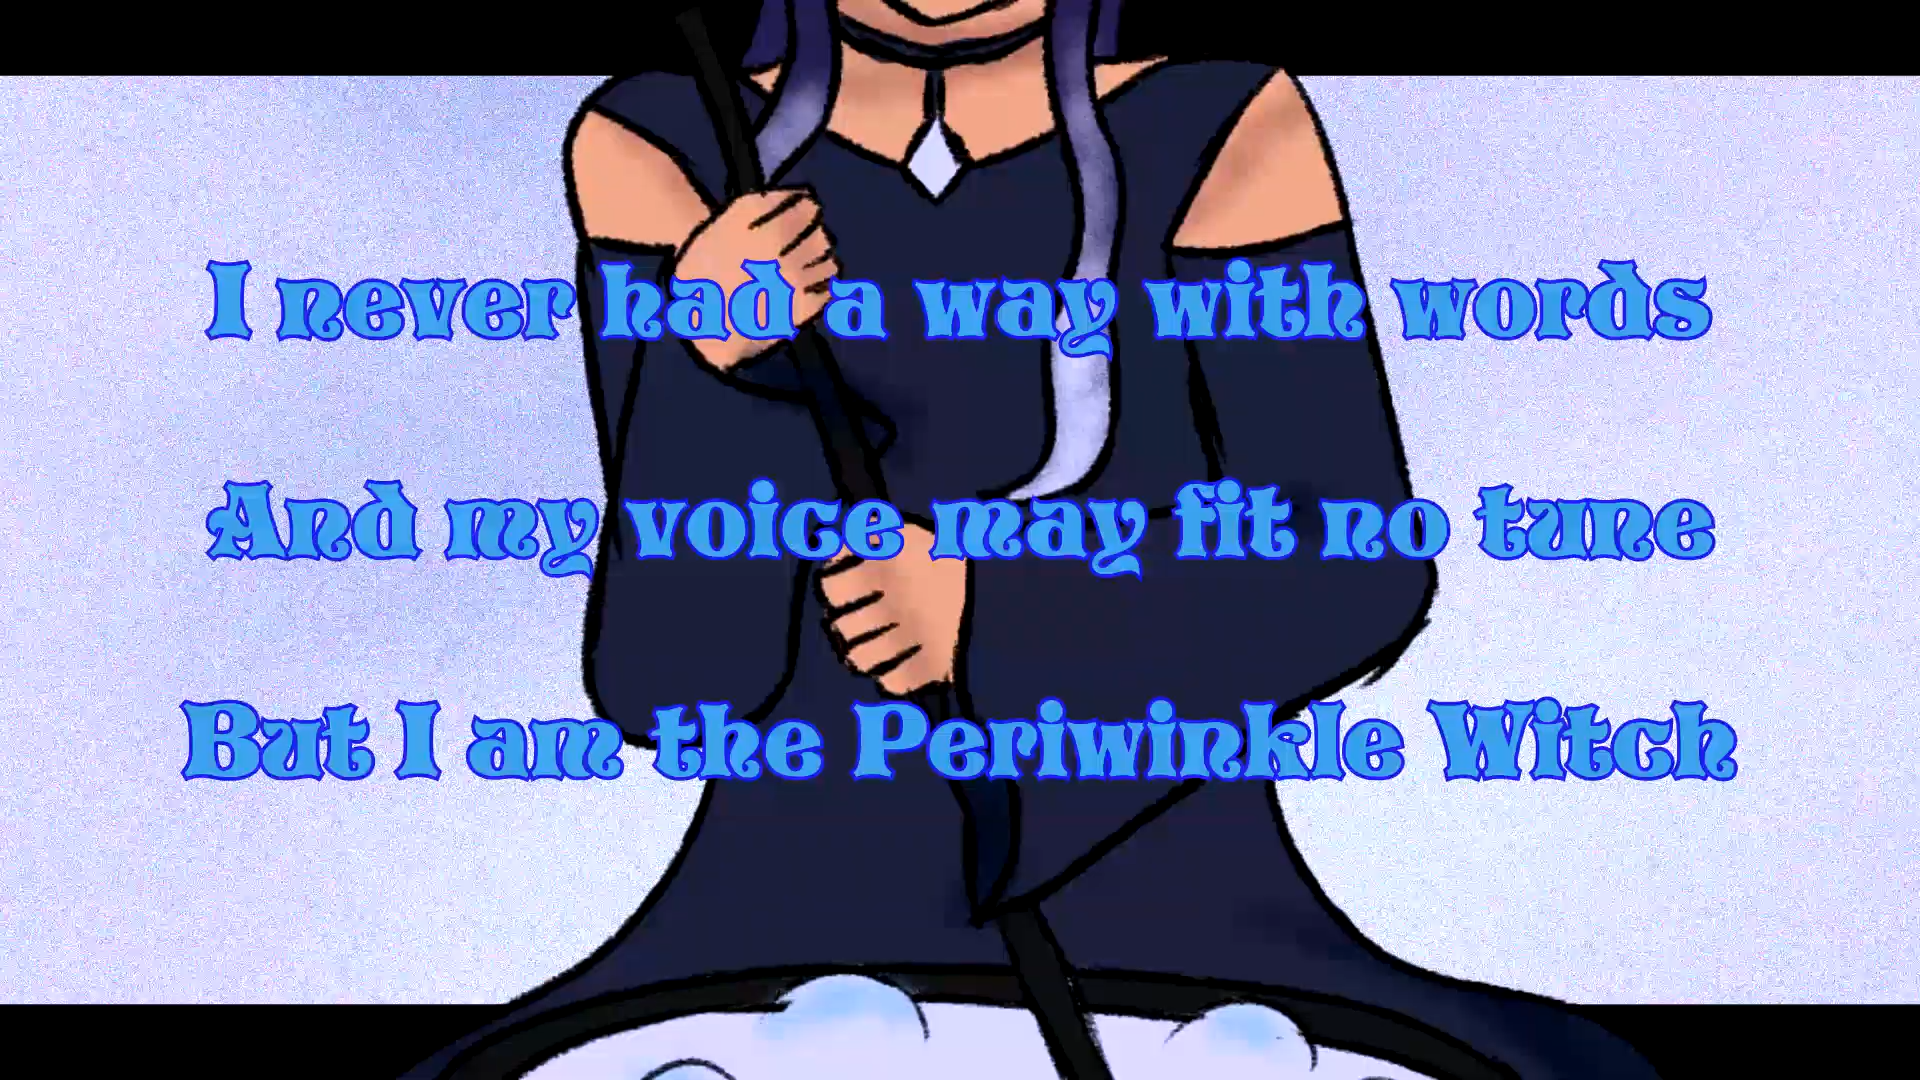 I never had a way with words
And my voice may fit no tune
But I am the Periwinkle Witch